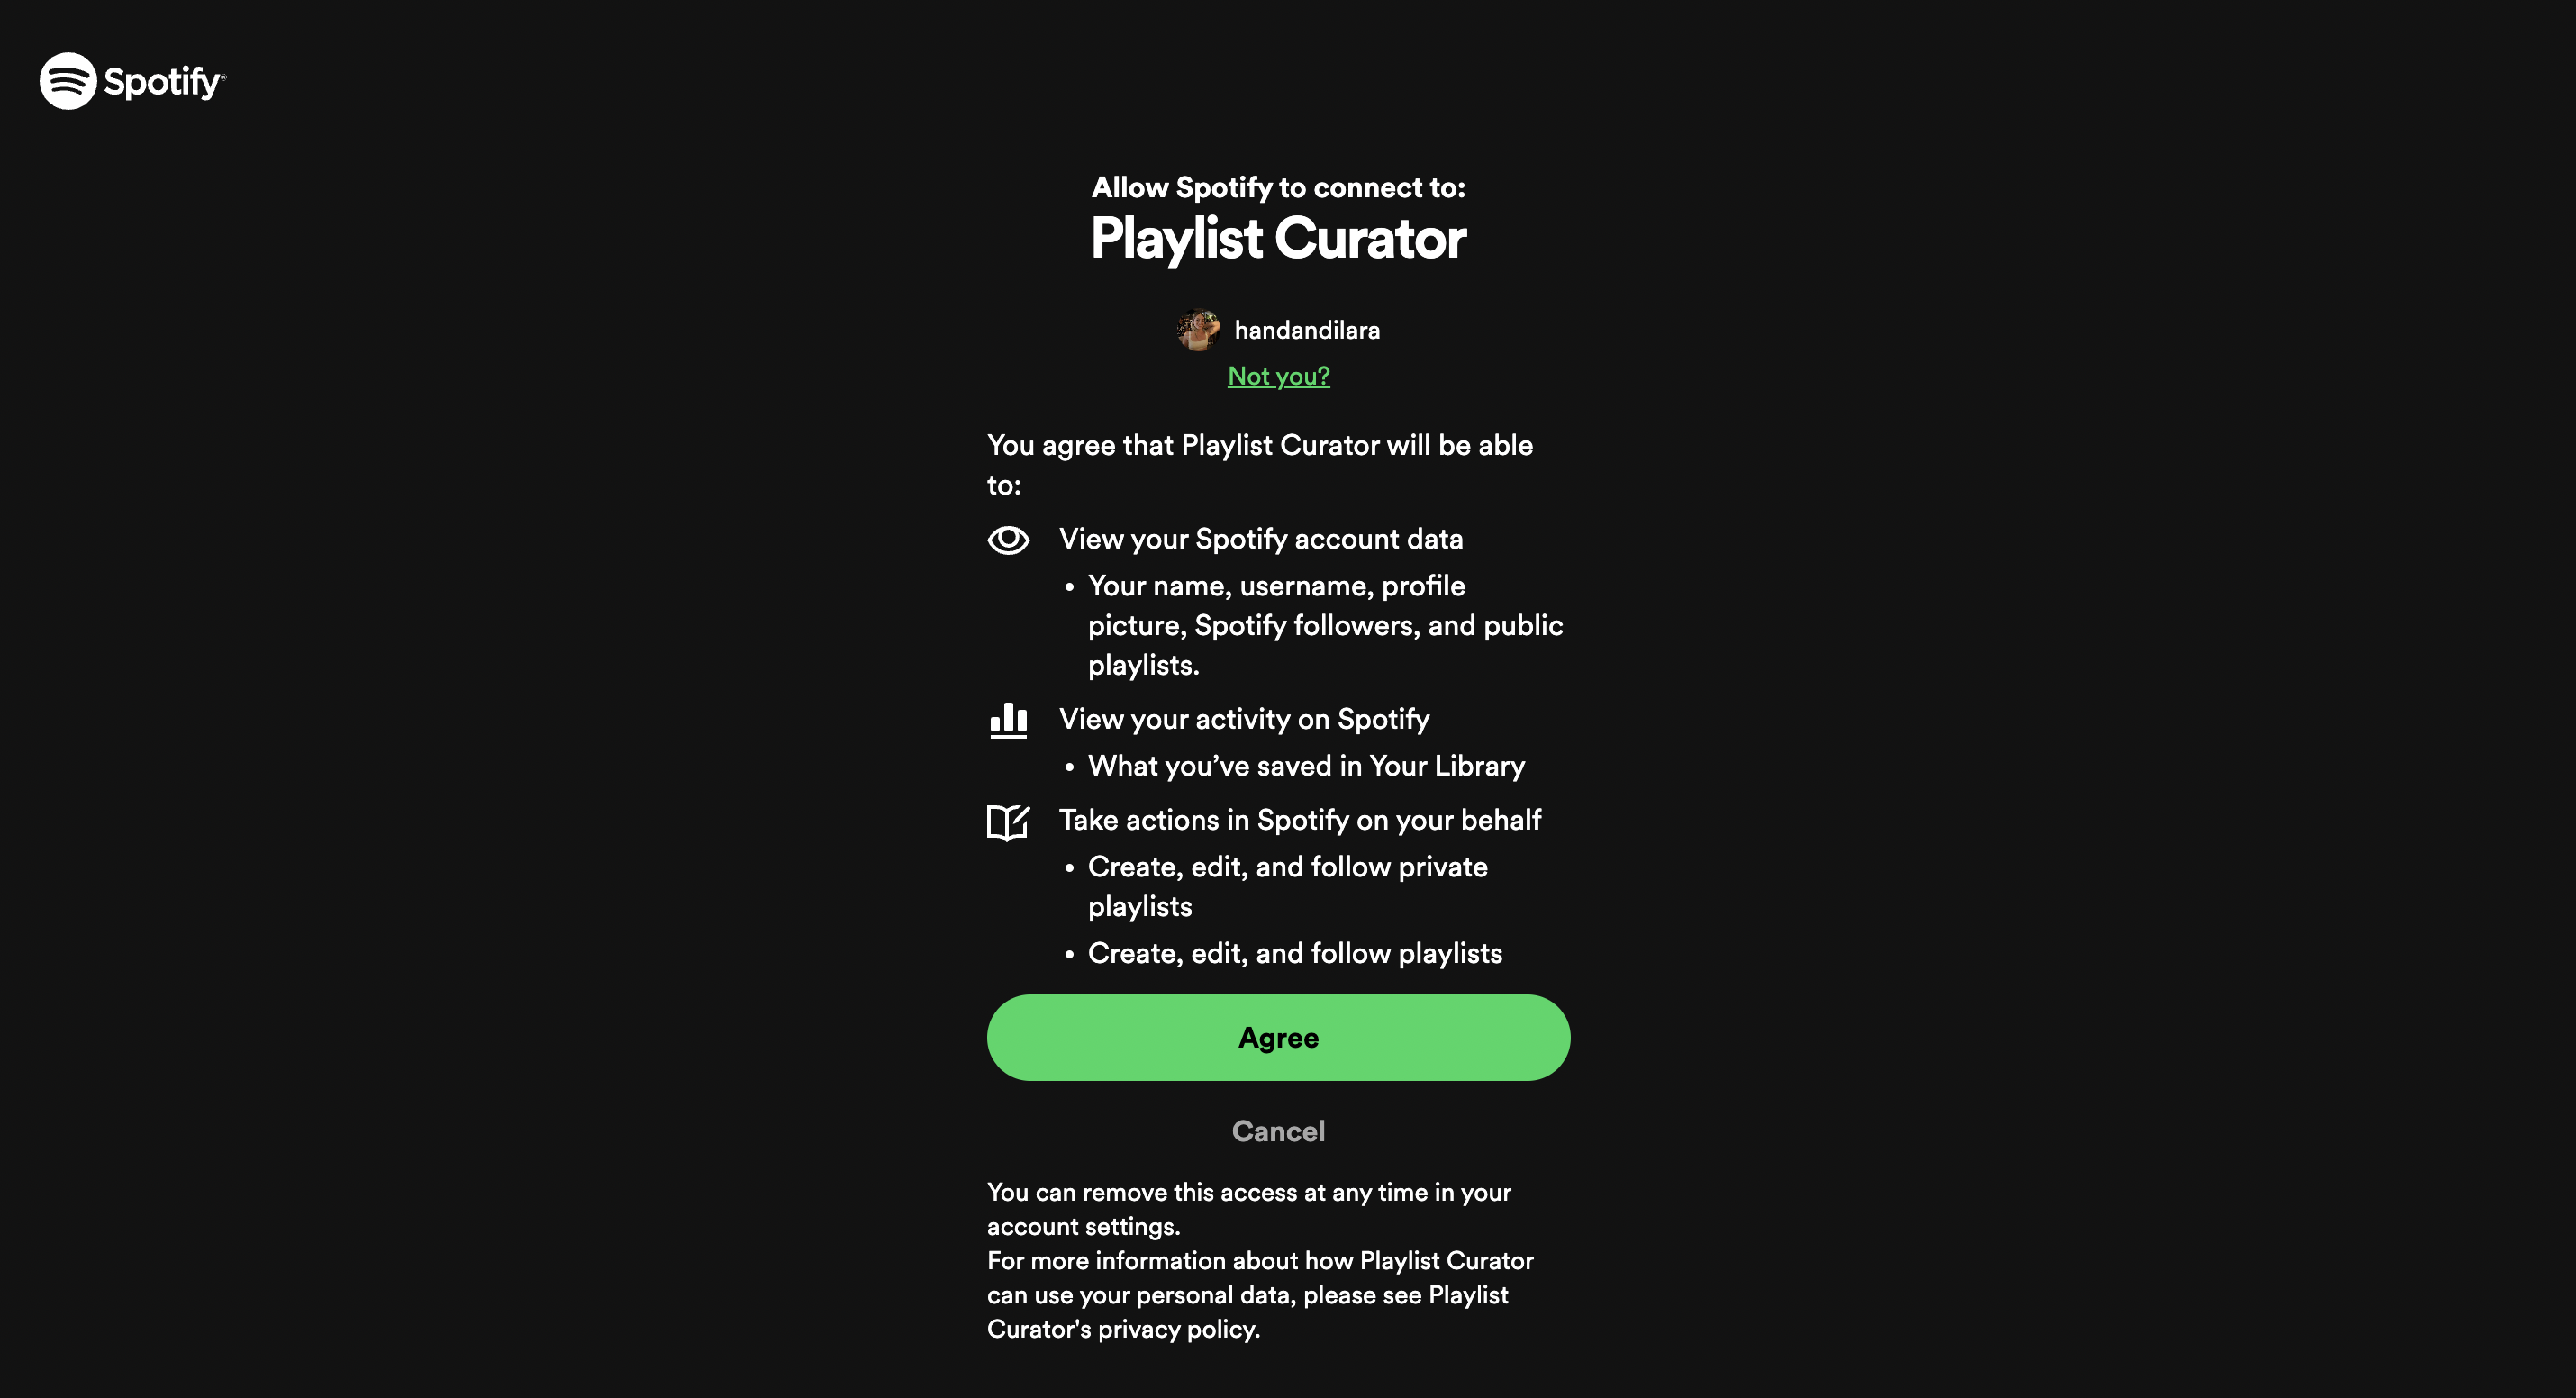 Spotify®
Allow Spotify to connect to:
Playlist Curator
handandilara
Not you?
You agree that Playlist Curator will be able
to:
View your Spotify account data
• Your name, username, profile
picture, Spotify followers, and public
playlists.
View your activity on Spotify
• What you’ve saved in Your Library
Take actions in Spotify on your behalf
• Create, edit, and follow private
playlists
• Create, edit, and follow playlists
Agree
Cancel
You can remove this access at any time in your
account settings.
For more information about how Playlist Curator
can use your personal data, please see Playlist
Curator's privacy policy.